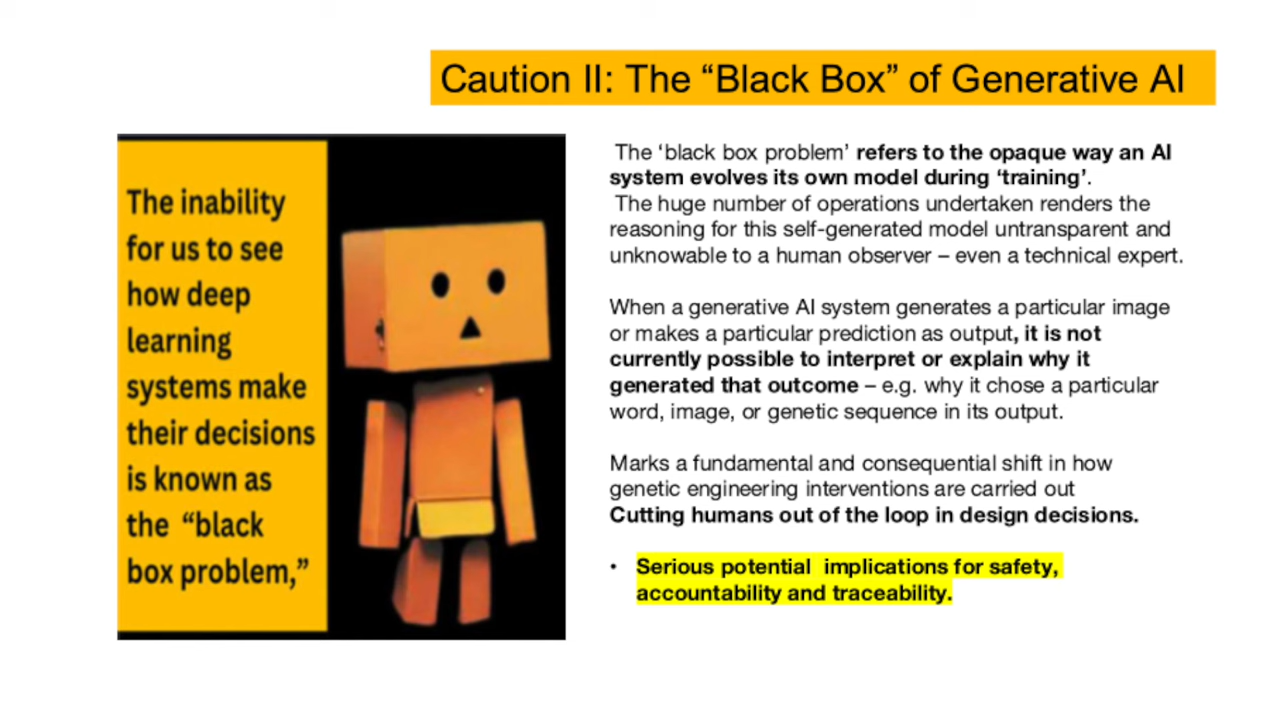 Caution II: The “Black Box” of Generative AI
The inability
for us to see
how deep
learning
systems make
their decisions
is known as
the “black
box problem,”
The ‘black box problem’ refers to the opaque way an AI
system evolves its own model during ‘training’.
The huge number of operations undertaken renders the
reasoning for this self-generated model untransparent and
unknowable to a human observer – even a technical expert.
When a generative AI system generates a particular image
or makes a particular prediction as output, it is not
currently possible to interpret or explain why it
generated that outcome – e.g. why it chose a particular
word, image, or genetic sequence in its output.
Marks a fundamental and consequential shift in how
genetic engineering interventions are carried out
Cutting humans out of the loop in design decisions.
• Serious potential implications for safety,
accountability and traceability.